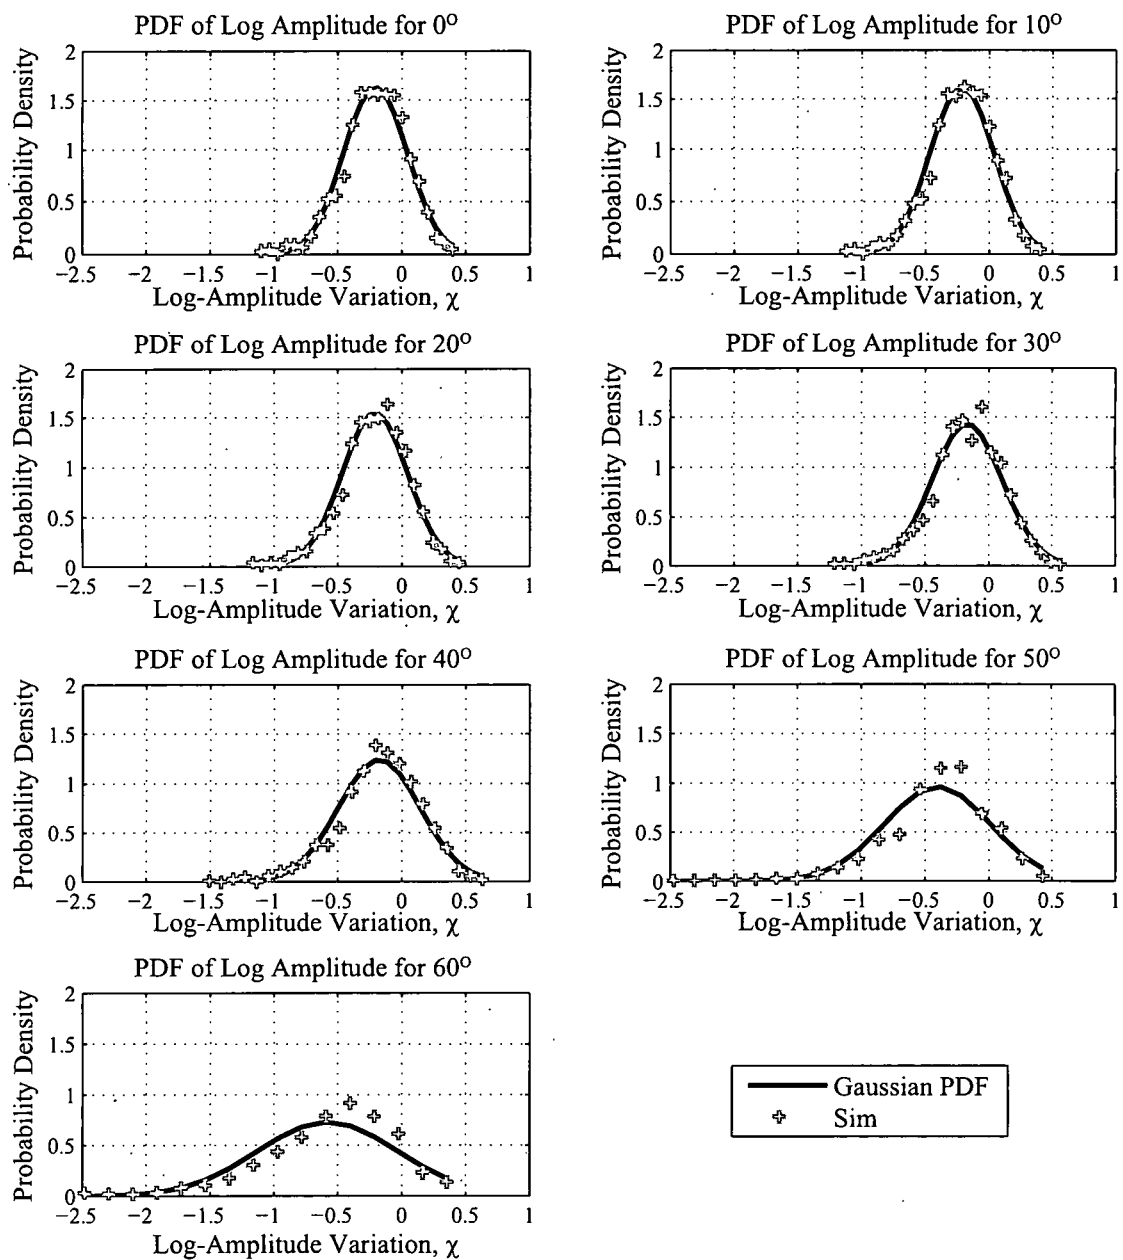 PDF of Log Amplitude for 0°
Probability Density
2
1.5
1
0.5
0
−2.5 −2 −1.5 −1 −0.5 0 0.5 1
Log-Amplitude Variation, χ
PDF of Log Amplitude for 10°
Probability Density
2
1.5
1
0.5
0
−2.5 −2 −1.5 −1 −0.5 0 0.5 1
Log-Amplitude Variation, χ
PDF of Log Amplitude for 20°
Probability Density
2
1.5
1
0.5
0
−2.5 −2 −1.5 −1 −0.5 0 0.5 1
Log-Amplitude Variation, χ
PDF of Log Amplitude for 30°
Probability Density
2
1.5
1
0.5
0
−2.5 −2 −1.5 −1 −0.5 0 0.5 1
Log-Amplitude Variation, χ
PDF of Log Amplitude for 40°
Probability Density
2
1.5
1
0.5
0
−2.5 −2 −1.5 −1 −0.5 0 0.5 1
Log-Amplitude Variation, χ
PDF of Log Amplitude for 50°
Probability Density
2
1.5
1
0.5
0
−2.5 −2 −1.5 −1 −0.5 0 0.5 1
Log-Amplitude Variation, χ
PDF of Log Amplitude for 60°
Probability Density
2
1.5
1
0.5
0
−2.5 −2 −1.5 −1 −0.5 0 0.5 1
Log-Amplitude Variation, χ
Gaussian PDF
Sim